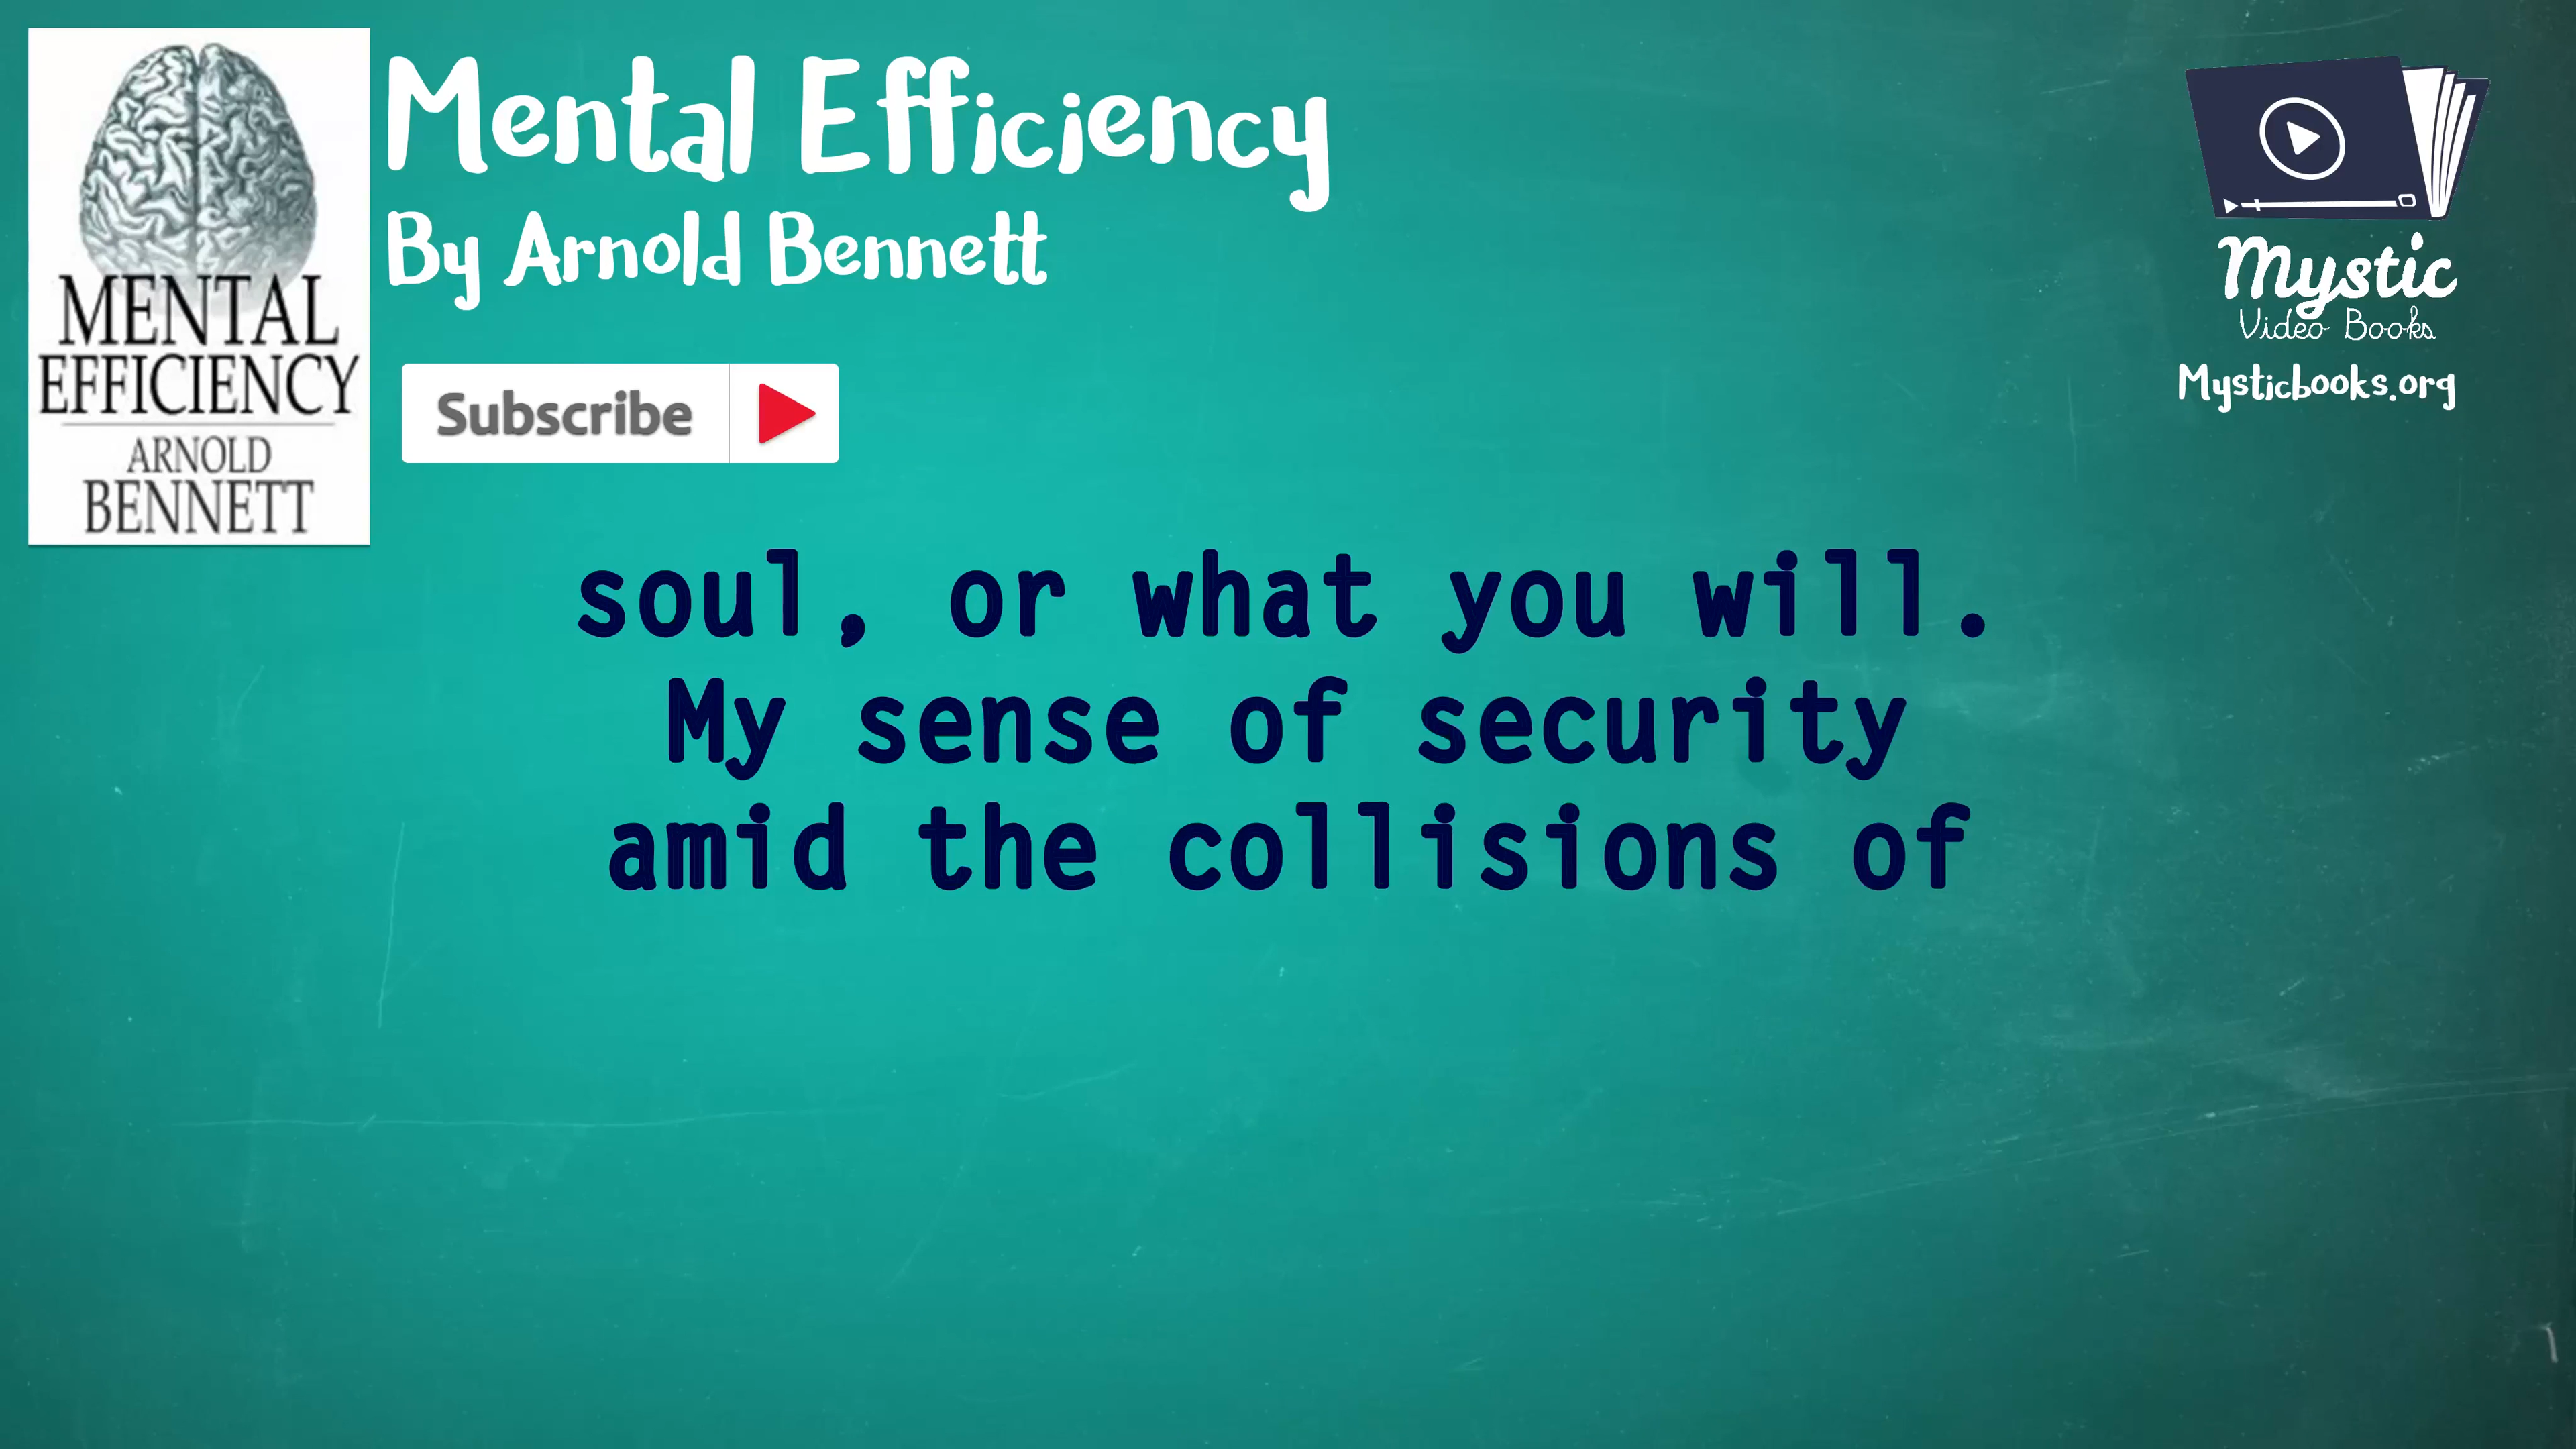 Mental Efficiency
By Arnold Bennett
MENTAL
EFFICIENCY
ARNOLD
BENNETT
Subscribe
Mystic
Video Books
Mysticbooks.org
soul, or what you will.
My sense of security
amid the collisions of